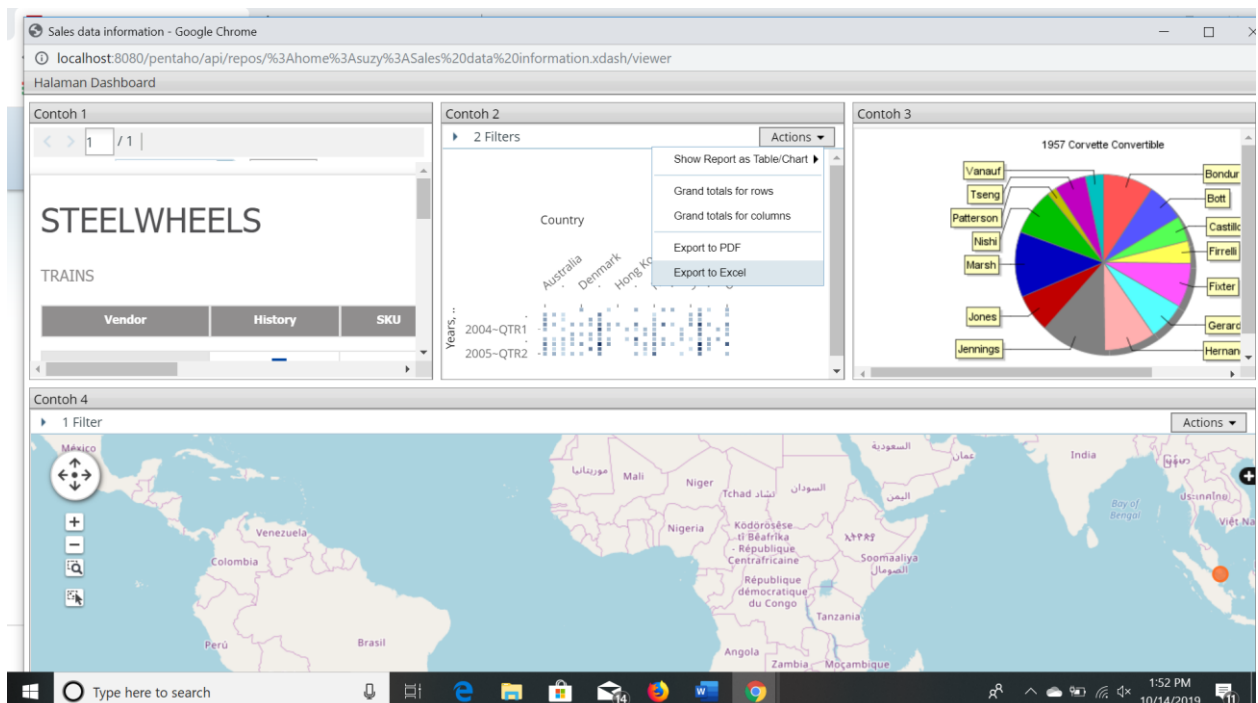 Sales data information - Google Chrome
localhost:8080/pentaho/api/repos/%3Ahome%3Asuzy%3ASales%20data%20information.xdash/viewer
Halaman Dashboard
Contoh 1
1 / 1
STEELWHEELS
TRAINS
Vendor History SKU
Contoh 2
2 Filters Actions
Show Report as Table/Chart
Grand totals for rows
Grand totals for columns
Export to PDF
Export to Excel
Country
Australia Denmark Hong Ko
Years, ..
2004~QTR1
2005~QTR2
Contoh 3
1957 Corvette Convertible
Vanauf
Tseng
Patterson
Nishi
Marsh
Jones
Jennings
Bondur
Bott
Castillo
Firrelli
Fixter
Gerard
Hernan
Contoh 4
1 Filter Actions
México
موريتانيا
Mali
Niger
Tchad تشاد
السودان
السعودية
عمان
اليمن
India
Bay of
Bengal
Việt Na
Venezuela
Colombia
Nigeria
Ködörösêse
tî Bêafrîka
- République
Centrafricaine
Soomaaliya
الصومال
République
démocratique
du Congo
Tanzania
Perú
Brasil
Angola
Zambia
Moçambique
Type here to search
14
1:52 PM
10/14/2019
11